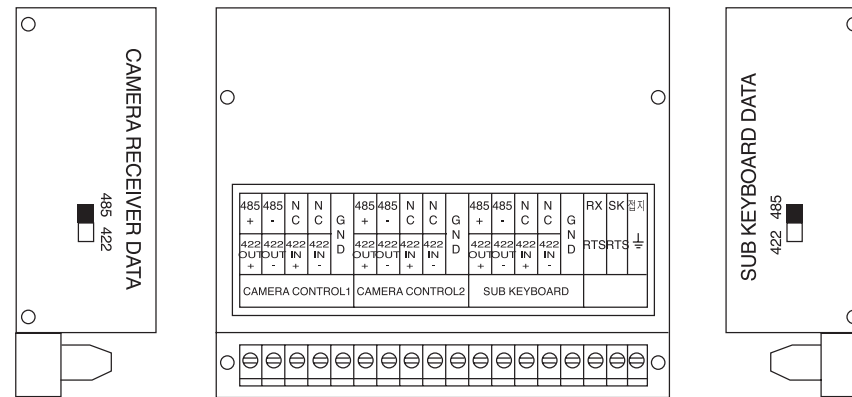 CAMERA RECEIVER DATA
485 422
485 485 N N G 485 485 N N G 485 485 N N G RX SK 접지
+ - C C N + - C C N + - C C N
422 422 422 422 D 422 422 422 422 D 422 422 422 422 D RTS RTS
OUT OUT IN IN OUT OUT IN IN OUT OUT IN IN
+ - + - + - + - + - + -
CAMERA CONTROL1 CAMERA CONTROL2 SUB KEYBOARD
SUB KEYBOARD DATA
422 485